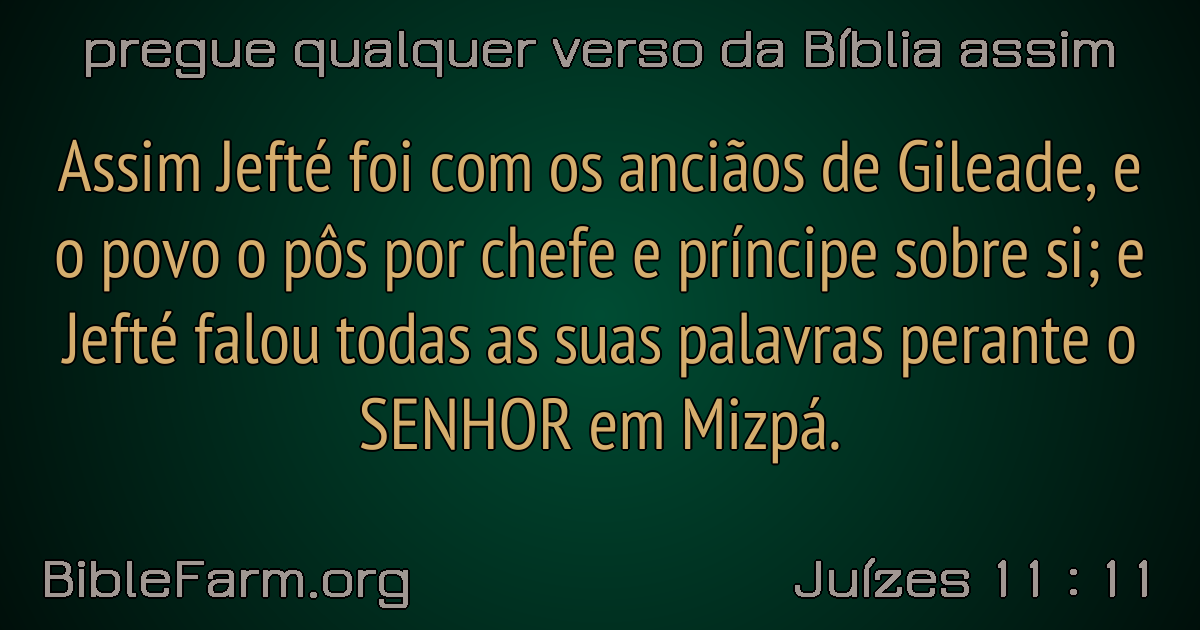 pregue qualquer verso da Bíblia assim
Assim Jefté foi com os anciãos de Gileade, e
o povo o pôs por chefe e príncipe sobre si; e
Jefté falou todas as suas palavras perante o
SENHOR em Mizpá.
BibleFarm.org
Juízes 11 : 11